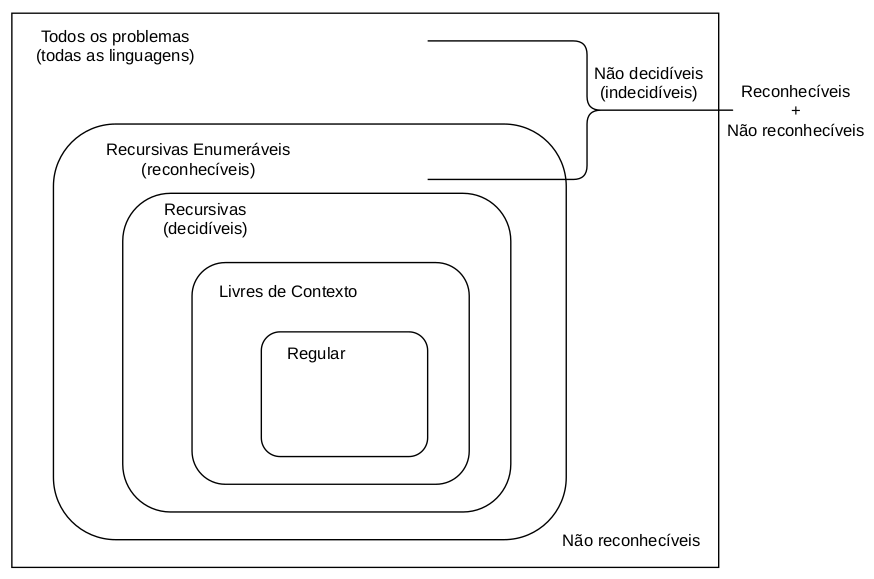 Todos os problemas
(todas as linguagens)
Não decidíveis
(indecidíveis)
Reconhecíveis
+
Não reconhecíveis
Recursivas Enumeráveis
(reconhecíveis)
Recursivas
(decidíveis)
Livres de Contexto
Regular
Não reconhecíveis